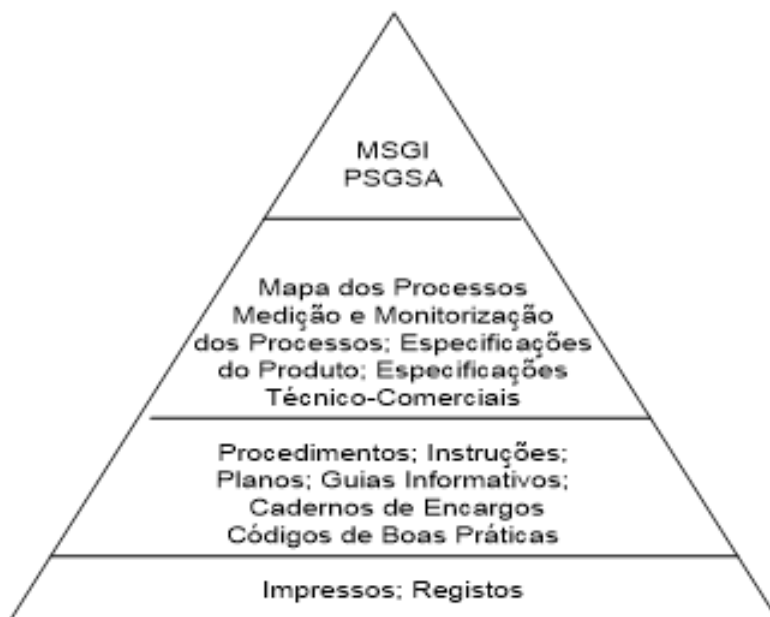 MSGI
PSGSA
Mapa dos Processos
Medição e Monitorização
dos Processos; Especificações
do Produto; Especificações
Técnico-Comerciais
Procedimentos; Instruções;
Planos; Guias Informativos;
Cadernos de Encargos
Códigos de Boas Práticas
Impressos; Registos